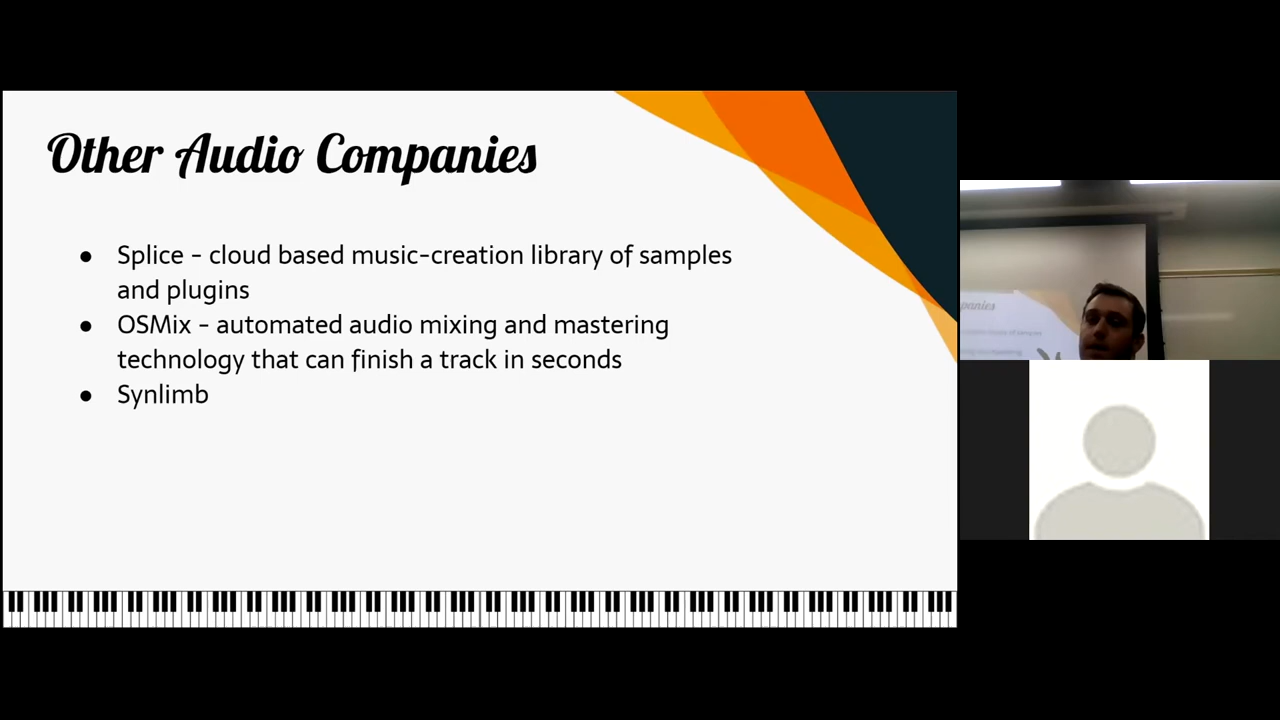 Other Audio Companies
● Splice - cloud based music-creation library of samples
and plugins
● OSMix - automated audio mixing and mastering
technology that can finish a track in seconds
● Synlimb
panies